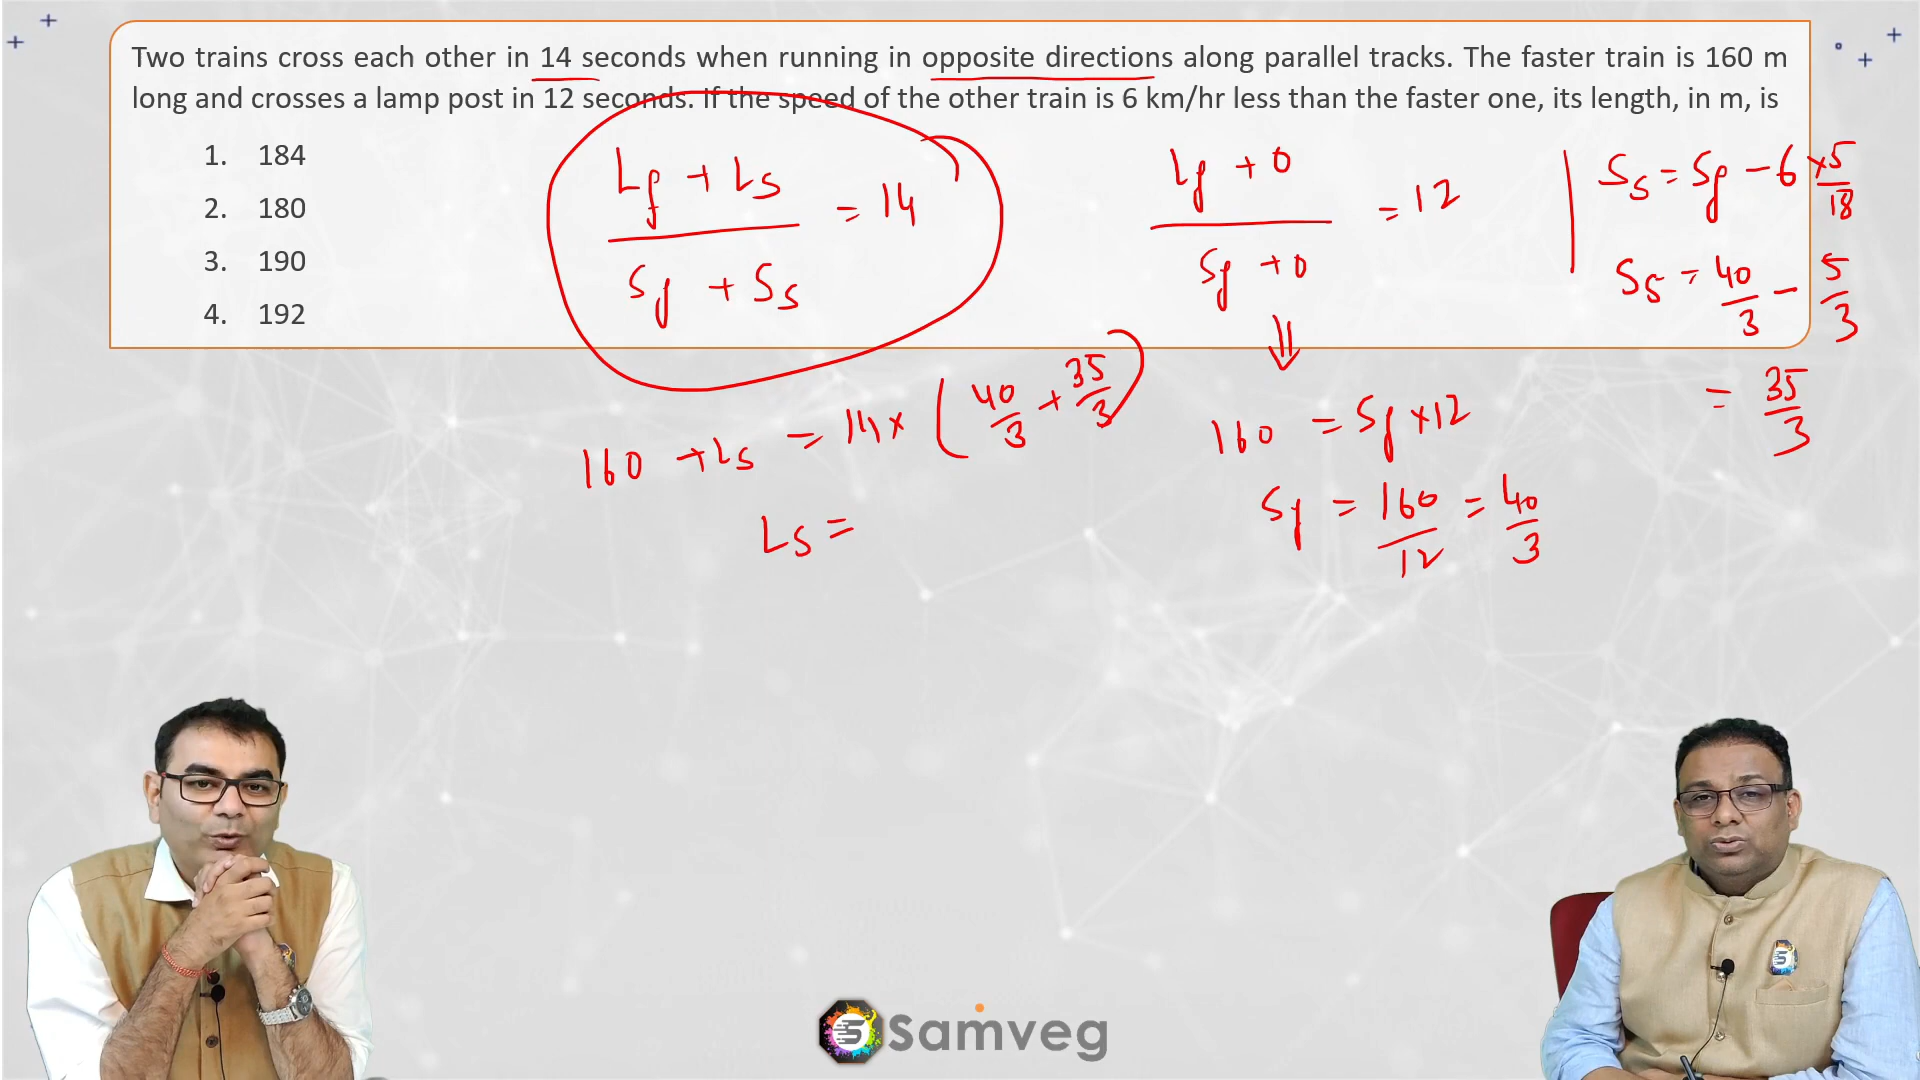 Two trains cross each other in 14 seconds when running in opposite directions along parallel tracks. The faster train is 160 m
long and crosses a lamp post in 12 seconds. If the speed of the other train is 6 km/hr less than the faster one, its length, in m, is
1. 184
2. 180
3. 190
4. 192
Lf + Ls
= 14
Sf + Ss
Lf + 0
= 12
Sf + 0
Ss = Sf - 6 × 5/18
Ss = 40/3 - 5/3
= 35/3
160 + Ls = 14 × ( 40/3 + 35/3 )
Ls =
160 = Sf × 12
Sf = 160/12 = 40/3
S
Samveg